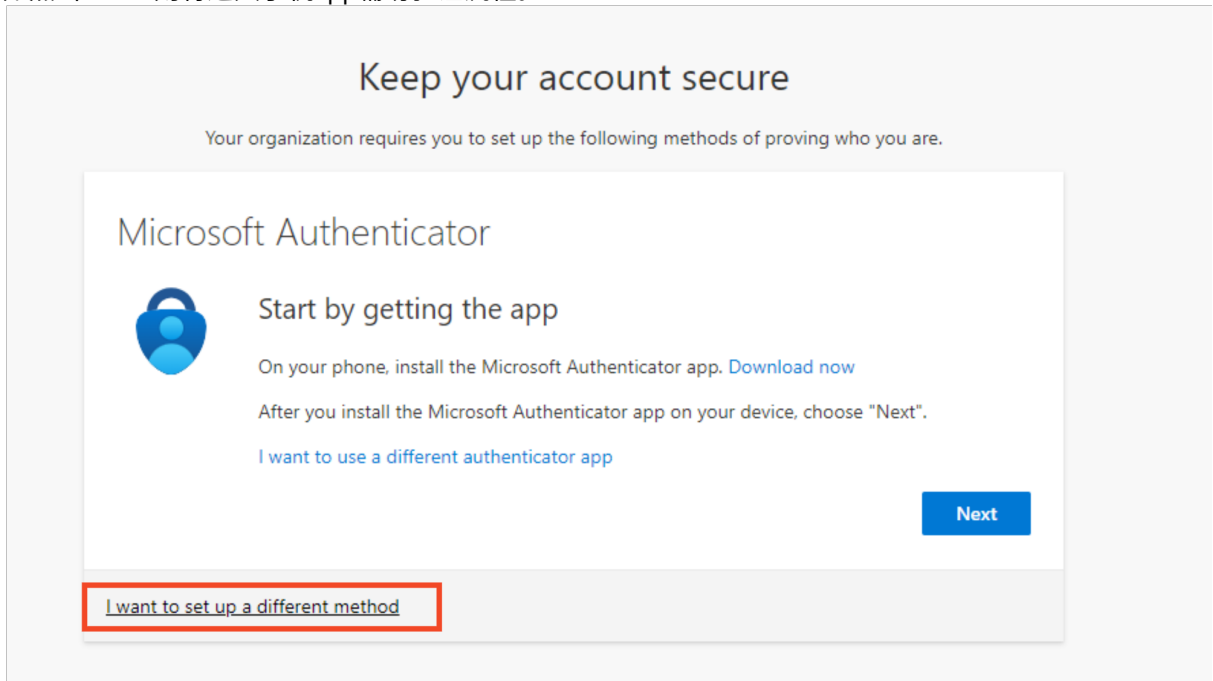 Keep your account secure
Your organization requires you to set up the following methods of proving who you are.
Microsoft Authenticator
Start by getting the app
On your phone, install the Microsoft Authenticator app. Download now
After you install the Microsoft Authenticator app on your device, choose "Next".
I want to use a different authenticator app
Next
I want to set up a different method